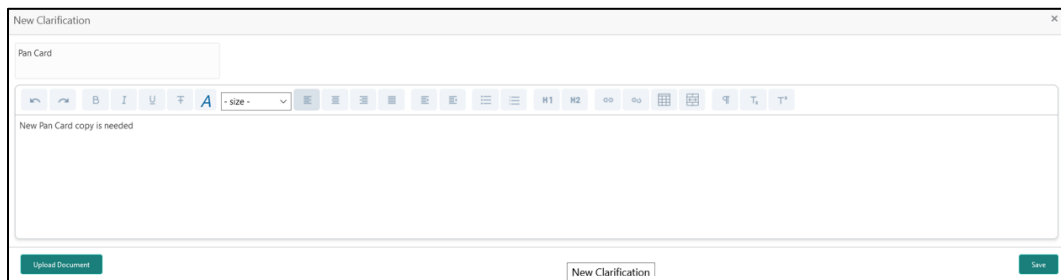 New Clarification ×
Pan Card
B I U T A - size - H1 H2 ¶ T
New Pan Card copy is needed
Upload Document
New Clarification
Save